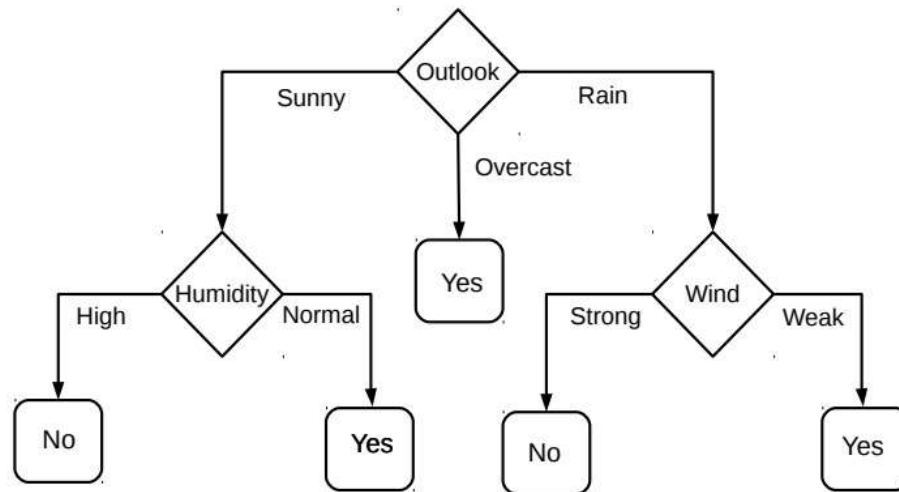 Outlook
Sunny
Rain
Overcast
Yes
Humidity
Wind
High
Normal
Strong
Weak
No
Yes
No
Yes